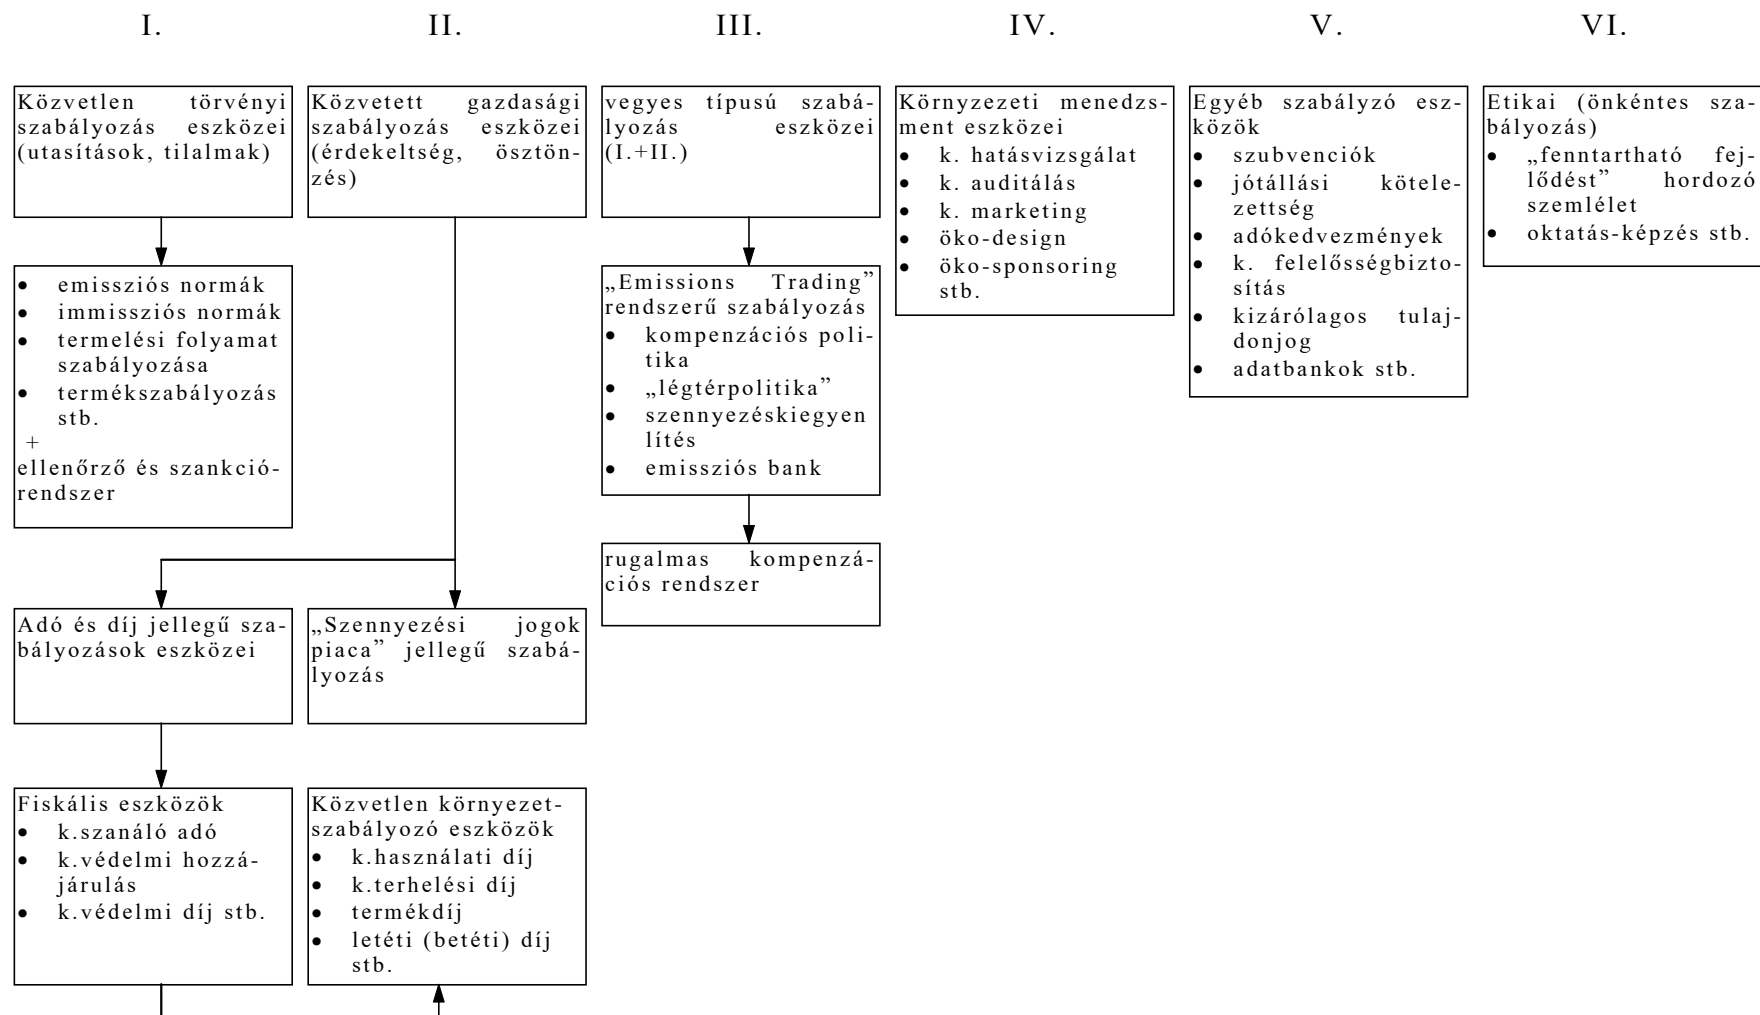 I.
II.
III.
IV.
V.
VI.
Közvetlen törvényi
szabályozás eszközei
(utasítások, tilalmak)
Közvetett gazdasági
szabályozás eszközei
(érdekeltség, ösztön-
zés)
vegyes típusú szabá-
lyozás eszközei
(I.+II.)
Környzezeti menedzs-
ment eszközei
• k. hatásvizsgálat
• k. auditálás
• k. marketing
• öko-design
• öko-sponsoring
stb.
Egyéb szabályzó esz-
közök
• szubvenciók
• jótállási kötele-
zettség
• adókedvezmények
• k. felelősségbizto-
sítás
• kizárólagos tulaj-
donjog
• adatbankok stb.
Etikai (önkéntes sza-
bályozás)
• „fenntartható fej-
lődést” hordozó
szemlélet
• oktatás-képzés stb.
• emissziós normák
• immissziós normák
• termelési folyamat
szabályozása
• termékszabályozás
stb.
+
ellenőrző és szankció-
rendszer
„Emissions Trading”
rendszerű szabályozás
• kompenzációs poli-
tika
• „légtérpolitika”
• szennyezéskiegyen
lítés
• emissziós bank
rugalmas kompenzá-
ciós rendszer
Adó és díj jellegű sza-
bályozások eszközei
„Szennyezési jogok
piaca” jellegű szabá-
lyozás
Fiskális eszközök
• k.szanáló adó
• k.védelmi hozzá-
járulás
• k.védelmi díj stb.
Közvetlen környezet-
szabályozó eszközök
• k.használati díj
• k.terhelési díj
• termékdíj
• letéti (betéti) díj
stb.